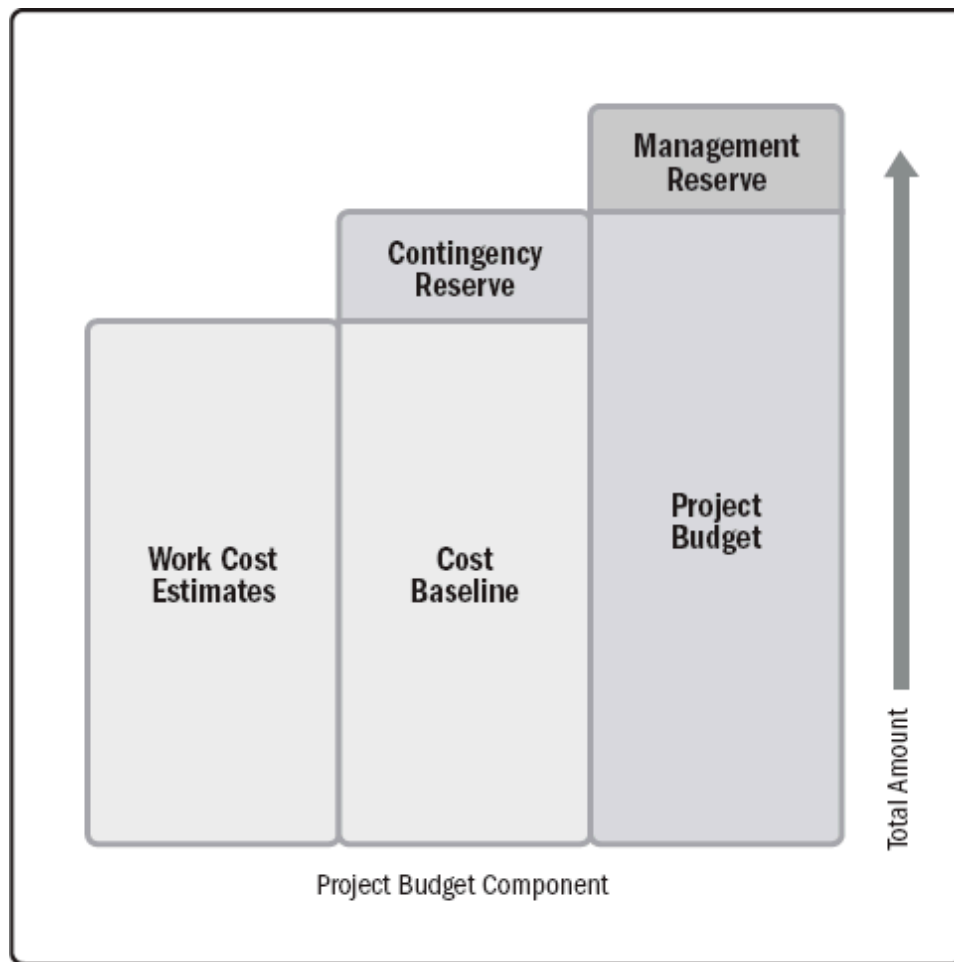 Management
Reserve
Contingency
Reserve
Work Cost
Estimates
Cost
Baseline
Project
Budget
Total Amount
Project Budget Component